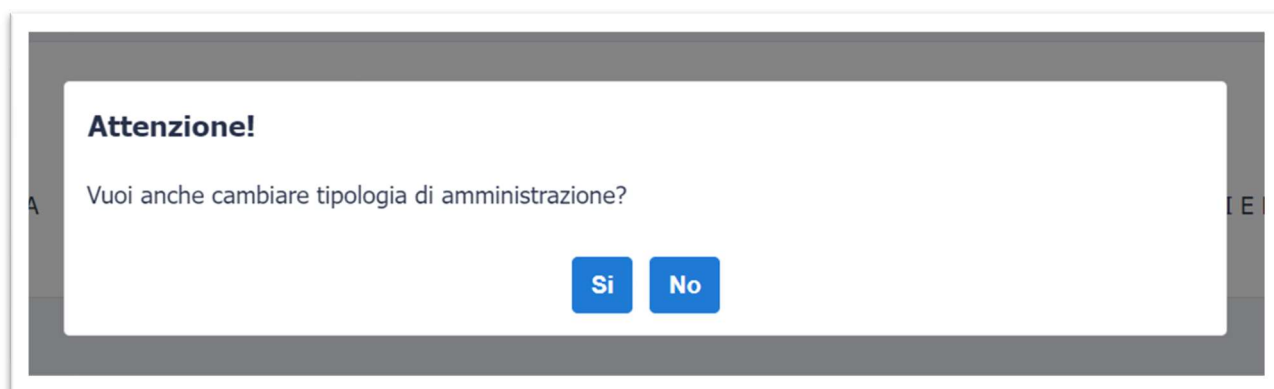 Attenzione!
Vuoi anche cambiare tipologia di amministrazione?
A
I E
Si No